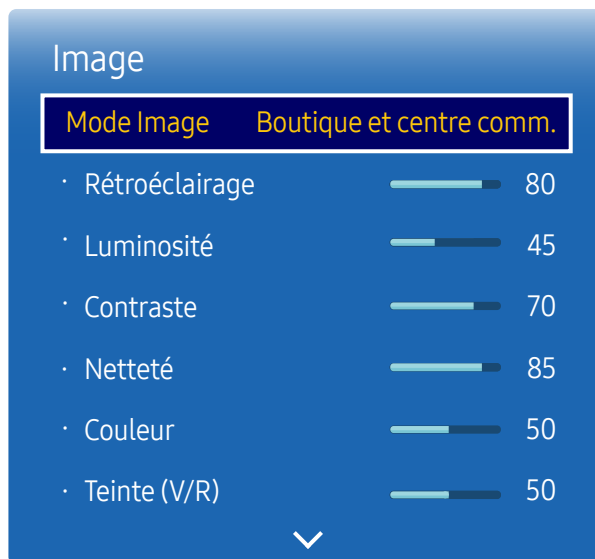 Image
Mode Image Boutique et centre comm.
· Rétroéclairage 80
· Luminosité 45
· Contraste 70
· Netteté 85
· Couleur 50
· Teinte (V/R) 50